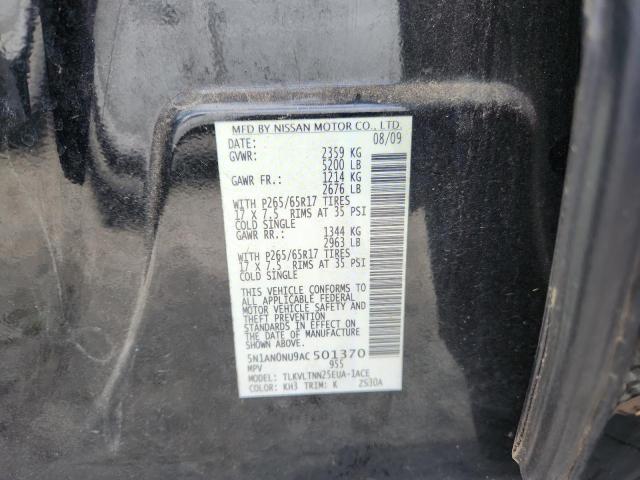 MFD BY NISSAN MOTOR CO., LTD.
DATE: 08/09
GVWR: 2359 KG
5200 LB
GAWR FR.: 1214 KG
2676 LB
WITH P265/65R17 TIRES
17 X 7.5 RIMS AT 35 PSI
COLD SINGLE
GAWR RR.: 1344 KG
2963 LB
WITH P265/65R17 TIRES
17 X 7.5 RIMS AT 35 PSI
COLD SINGLE
THIS VEHICLE CONFORMS TO
ALL APPLICABLE FEDERAL
MOTOR VEHICLE SAFETY AND
THEFT PREVENTION
STANDARDS IN EFFECT ON
THE DATE OF MANUFACTURE
SHOWN ABOVE.
5N1AN0NU9AC501370
MPV 955
MODEL: TLKVLTNN25EUA-1ACE
COLOR: KH3 TRIM: K ZS30A